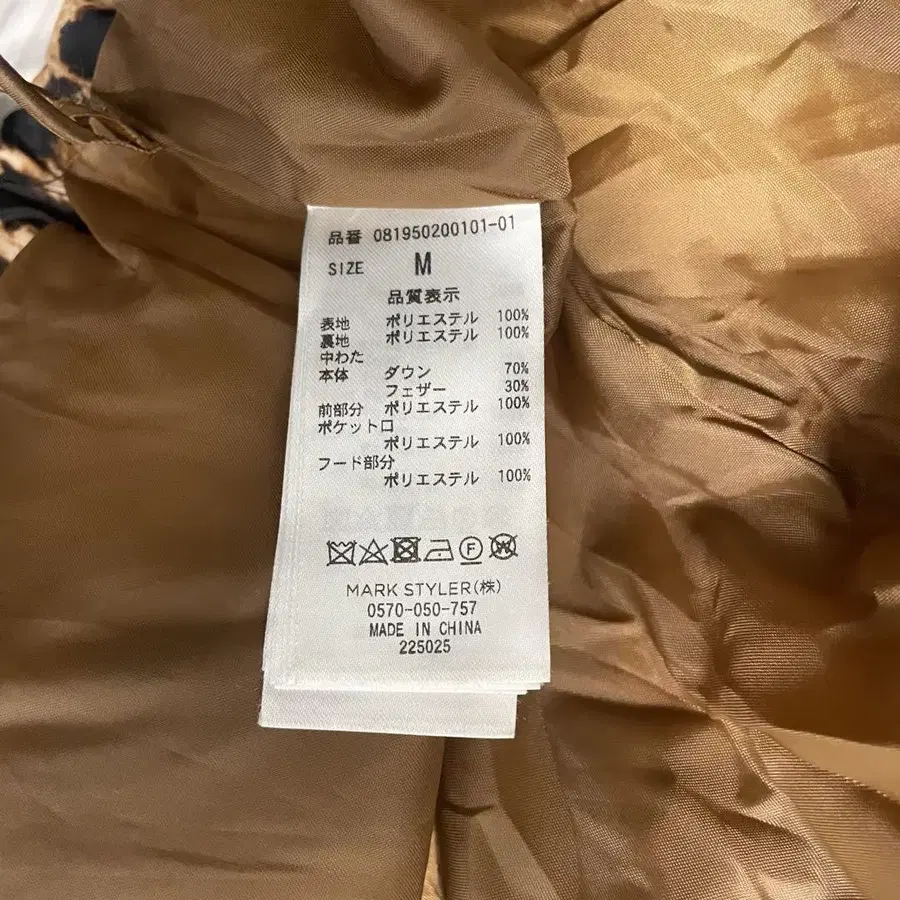 品番 081950200101-01
SIZE M
品質表示
表地 ポリエステル 100%
裏地 ポリエステル 100%
中わた
本体 ダウン 70%
フェザー 30%
前部分 ポリエステル 100%
ポケット口
ポリエステル 100%
フード部分
ポリエステル 100%
F W
MARK STYLER(株)
0570-050-757
MADE IN CHINA
225025